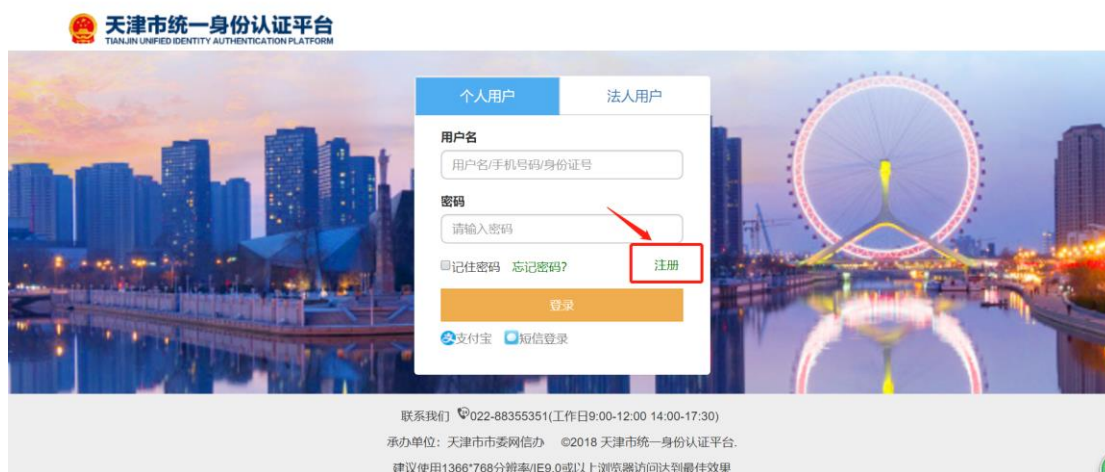 天津市统一身份认证平台
TIANJIN UNIFIED IDENTITY AUTHENTICATION PLATFORM
个人用户 法人用户
用户名
用户名/手机号码/身份证号
密码
请输入密码
记住密码 忘记密码? 注册
登录
支付宝 短信登录
联系我们 022-88355351(工作日9:00-12:00 14:00-17:30)
承办单位：天津市市委网信办 ©2018 天津市统一身份认证平台.
建议使用1366*768分辨率/IE9.0或以上浏览器访问达到最佳效果